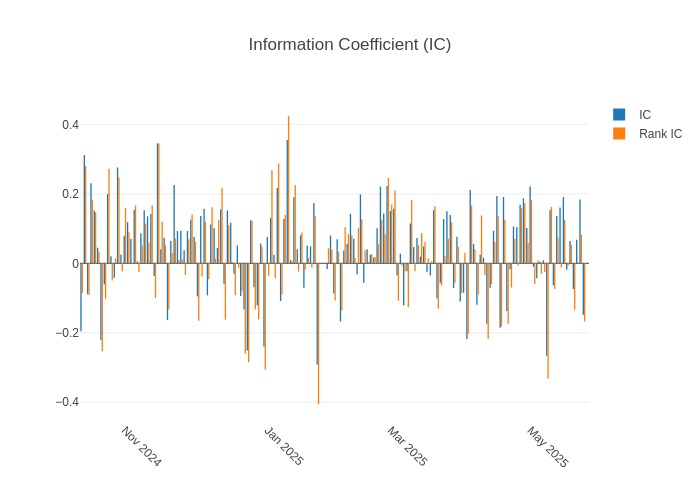 Information Coefficient (IC)
IC
Rank IC
0.4
0.2
0
−0.2
−0.4
Nov 2024
Jan 2025
Mar 2025
May 2025